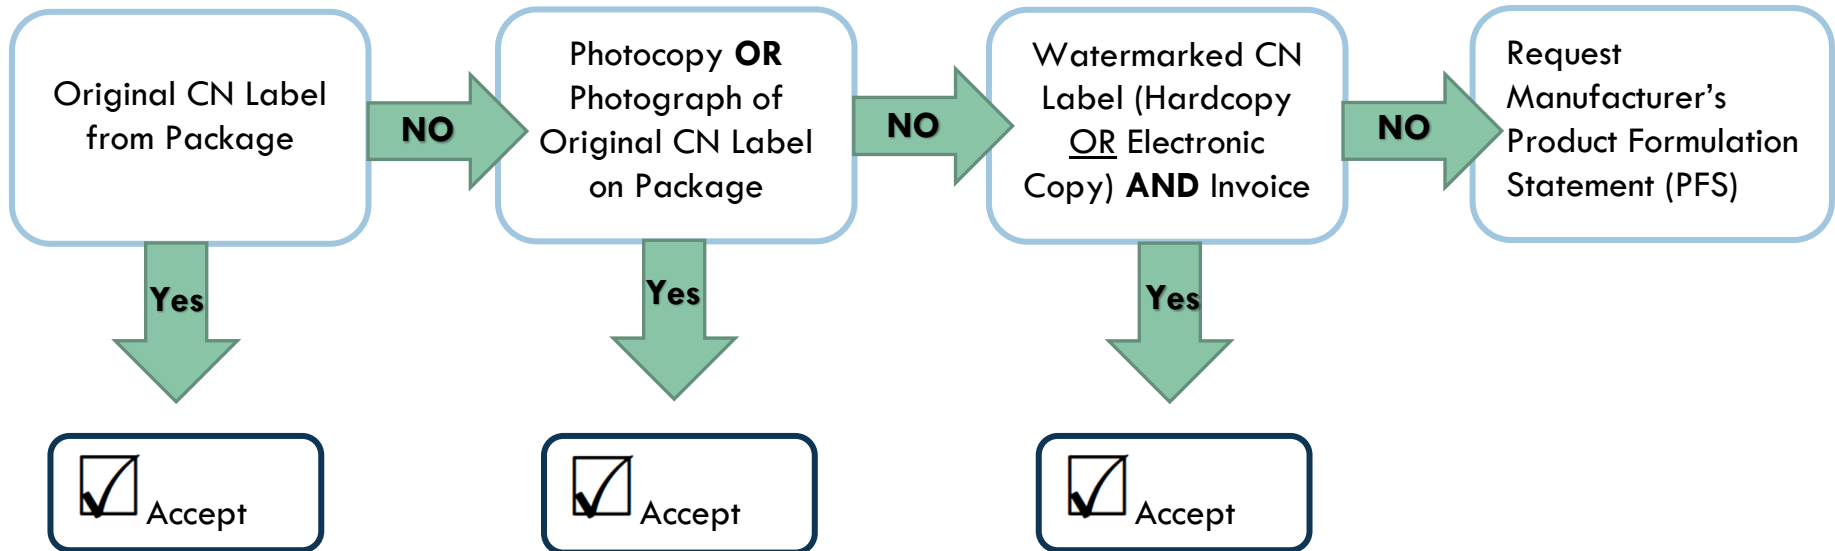 Original CN Label
from Package
NO
Photocopy OR
Photograph of
Original CN Label
on Package
NO
Watermarked CN
Label (Hardcopy
OR Electronic
Copy) AND Invoice
NO
Request
Manufacturer’s
Product Formulation
Statement (PFS)
Yes
Yes
Yes
Accept
Accept
Accept